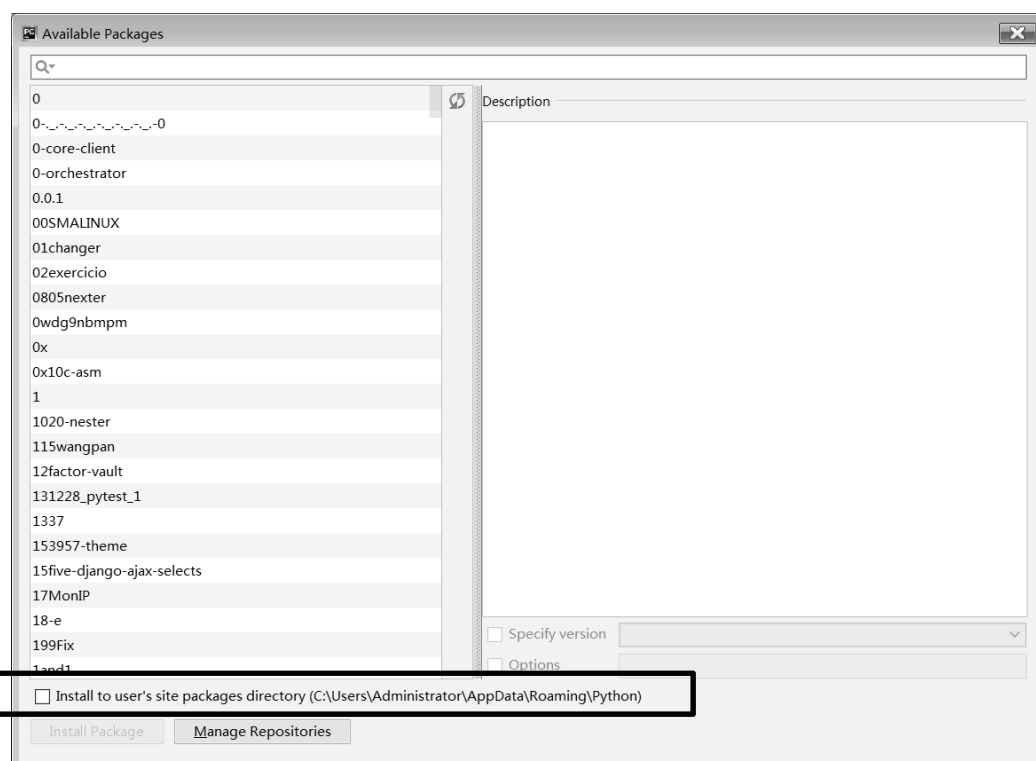 PC Available Packages
0
0-._.-._.-._.-._.-._.-._.-0
0-core-client
0-orchestrator
0.0.1
00SMALINUX
01changer
02exercicio
0805nexter
0wdg9nbmpm
0x
0x10c-asm
1
1020-nester
115wangpan
12factor-vault
131228_pytest_1
1337
153957-theme
15five-django-ajax-selects
17MonIP
18-e
199Fix
1and1
Description
Specify version
Options
Install to user's site packages directory (C:\Users\Administrator\AppData\Roaming\Python)
Install Package
Manage Repositories